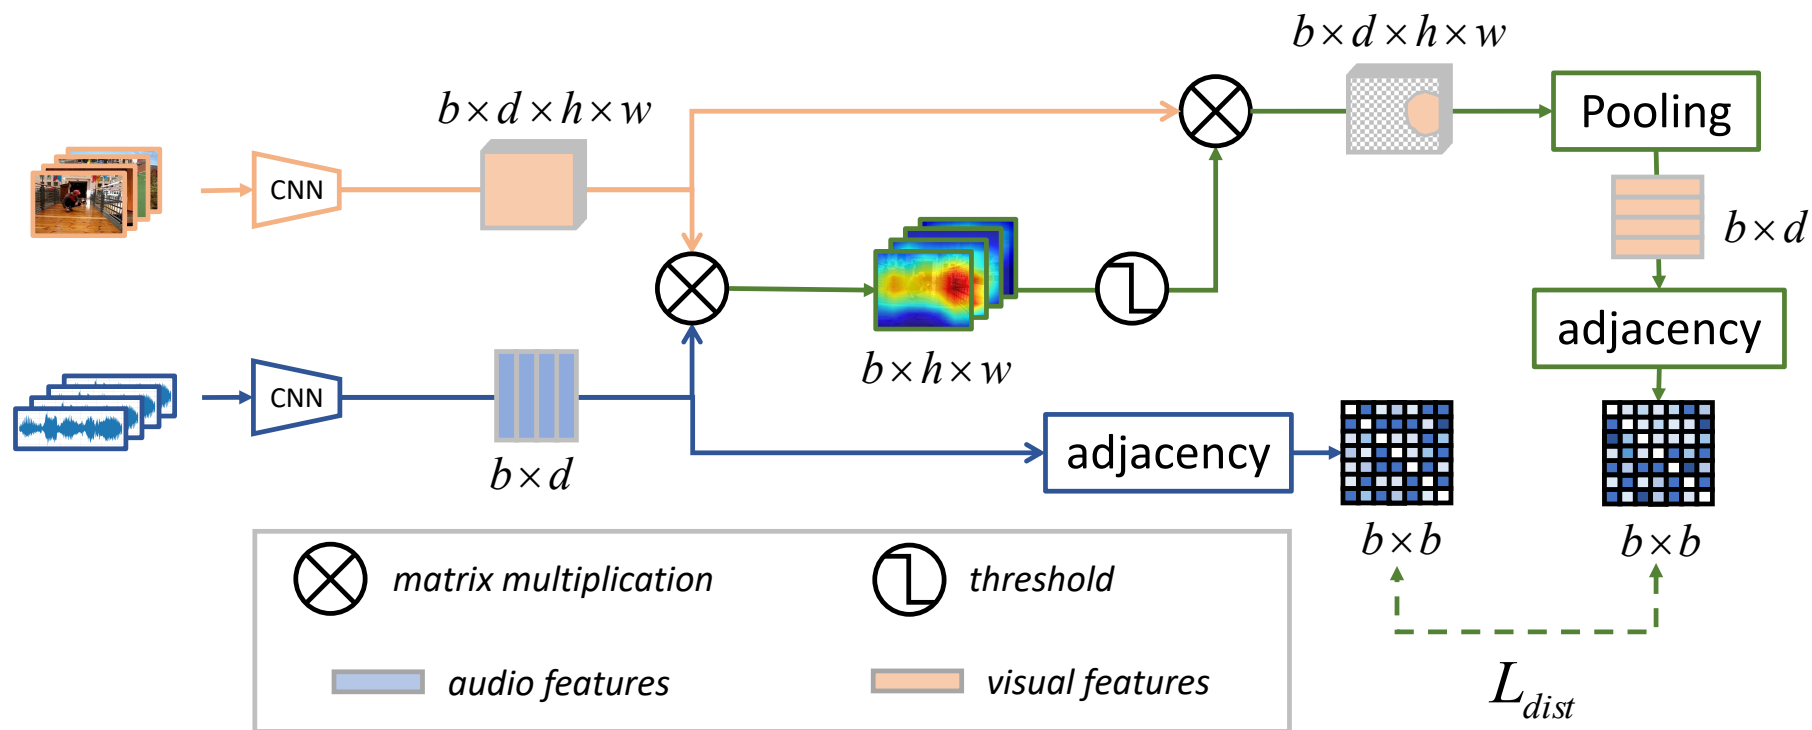 b×d×h×w
b×d×h×w
Pooling
CNN
b×d
adjacency
b×h×w
CNN
adjacency
b×d
b×b
b×b
matrix multiplication
threshold
audio features
visual features
L_dist